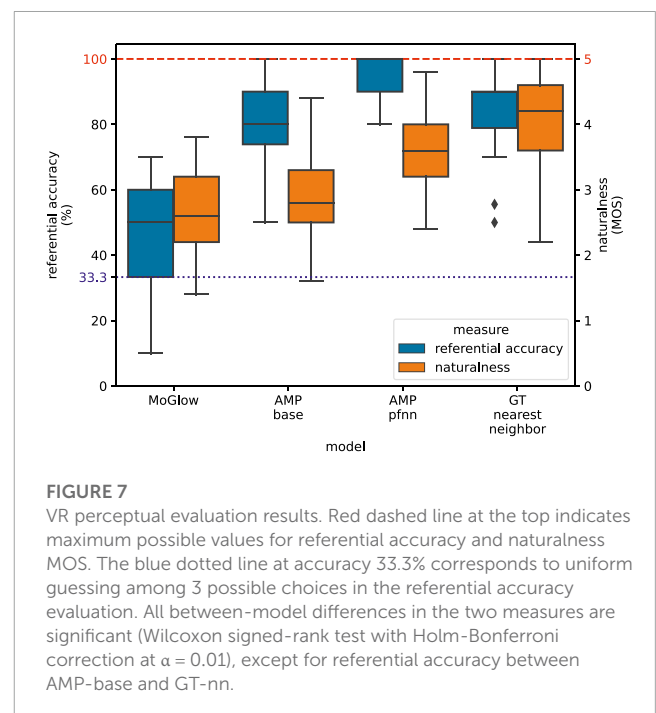 100
80
60
40
33.3
20
0
referential accuracy
(%)
5
4
3
2
1
0
naturalness
(MOS)
measure
referential accuracy
naturalness
MoGlow
AMP
base
AMP
pfnn
GT
nearest
neighbor
model
FIGURE 7
VR perceptual evaluation results. Red dashed line at the top indicates
maximum possible values for referential accuracy and naturalness
MOS. The blue dotted line at accuracy 33.3% corresponds to uniform
guessing among 3 possible choices in the referential accuracy
evaluation. All between-model differences in the two measures are
significant (Wilcoxon signed-rank test with Holm-Bonferroni
correction at α = 0.01), except for referential accuracy between
AMP-base and GT-nn.